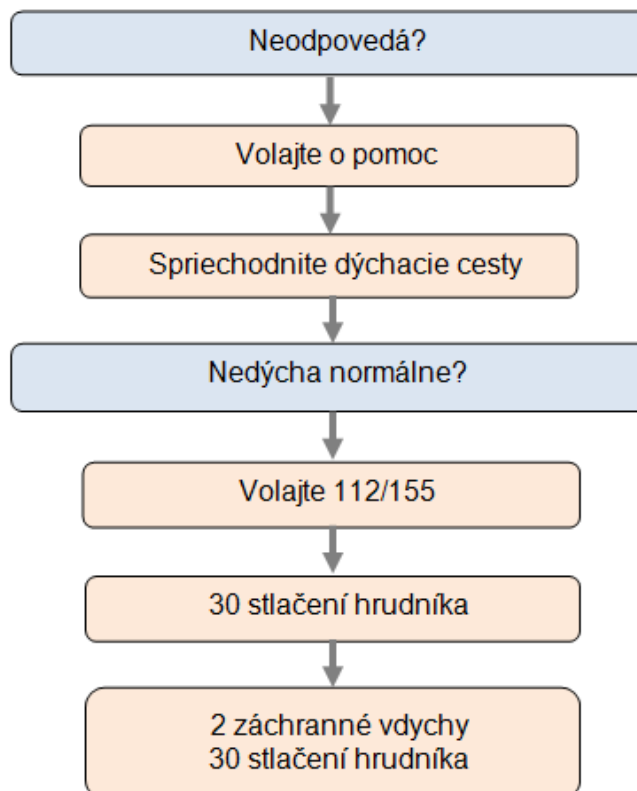 Neodpovedá?
Volajte o pomoc
Spriechodnite dýchacie cesty
Nedýcha normálne?
Volajte 112/155
30 stlačení hrudníka
2 záchranné vdychy
30 stlačení hrudníka